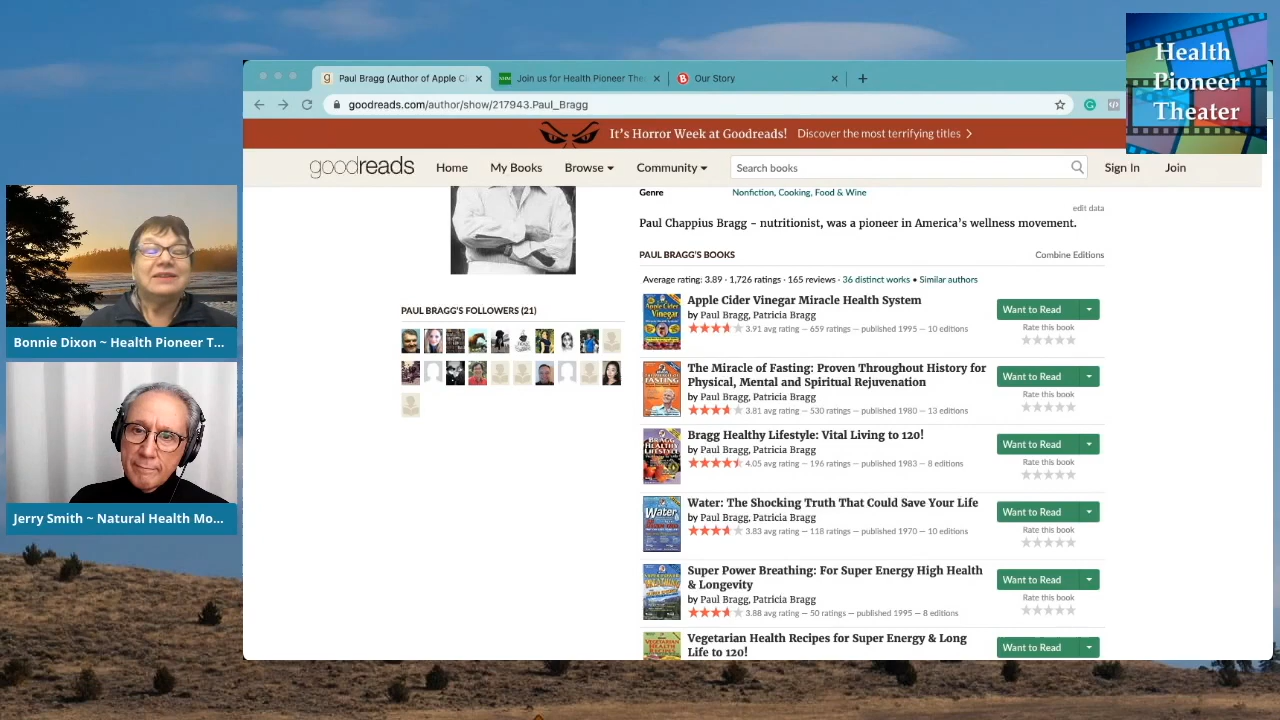 Health
Pioneer
Theater
Paul Bragg (Author of Apple Ci
Join us for Health Pioneer The
Our Story
goodreads.com/author/show/217943.Paul_Bragg
It's Horror Week at Goodreads! Discover the most terrifying titles
goodreads Home My Books Browse Community Search books Sign In Join
Genre Nonfiction, Cooking, Food & Wine
edit data
Paul Chappius Bragg – nutritionist, was a pioneer in America's wellness movement.
PAUL BRAGG'S BOOKS Combine Editions
Average rating: 3.89 · 1,726 ratings · 165 reviews · 36 distinct works • Similar authors
Apple Cider Vinegar Miracle Health System
by Paul Bragg, Patricia Bragg
3.91 avg rating — 659 ratings — published 1995 — 10 editions
Want to Read
Rate this book
The Miracle of Fasting: Proven Throughout History for
Physical, Mental and Spiritual Rejuvenation
by Paul Bragg, Patricia Bragg
3.81 avg rating — 530 ratings — published 1980 — 13 editions
Want to Read
Rate this book
Bragg Healthy Lifestyle: Vital Living to 120!
by Paul Bragg, Patricia Bragg
4.05 avg rating — 196 ratings — published 1983 — 8 editions
Want to Read
Rate this book
Water: The Shocking Truth That Could Save Your Life
by Paul Bragg, Patricia Bragg
3.83 avg rating — 118 ratings — published 1970 — 10 editions
Want to Read
Rate this book
Super Power Breathing: For Super Energy High Health
& Longevity
by Paul Bragg, Patricia Bragg
3.88 avg rating — 50 ratings — published 1995 — 8 editions
Want to Read
Rate this book
Vegetarian Health Recipes for Super Energy & Long
Life to 120!
Want to Read
PAUL BRAGG'S FOLLOWERS (21)
Bonnie Dixon ~ Health Pioneer T...
Jerry Smith ~ Natural Health Mo...